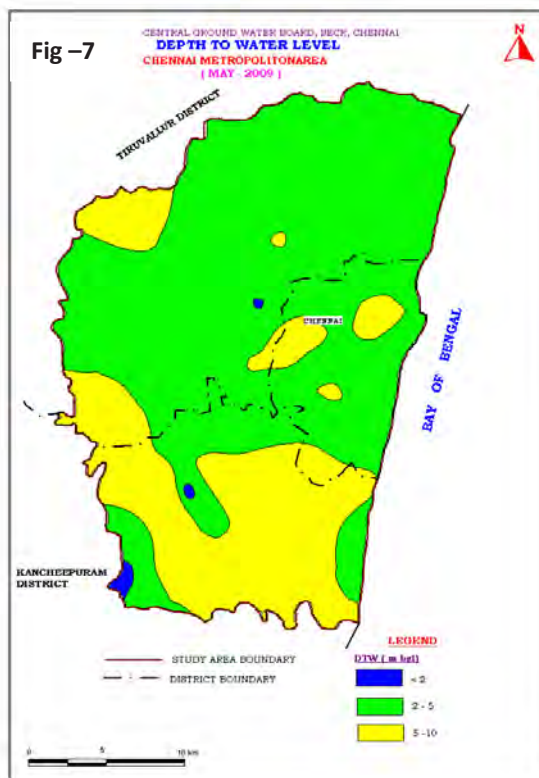 Fig –7
CENTRAL GROUND WATER BOARD, SECR, CHENNAI
DEPTH TO WATER LEVEL
CHENNAI METROPOLITONAREA
( MAY - 2009 )
N
TIRUVALLUR DISTRICT
CHENNAI
BAY OF BENGAL
KANCHEEPURAM
DISTRICT
LEGEND
STUDY AREA BOUNDARY
DTW ( m bgl)
DISTRICT BOUNDARY
< 2
2 - 5
5 -10
0 5 10 km